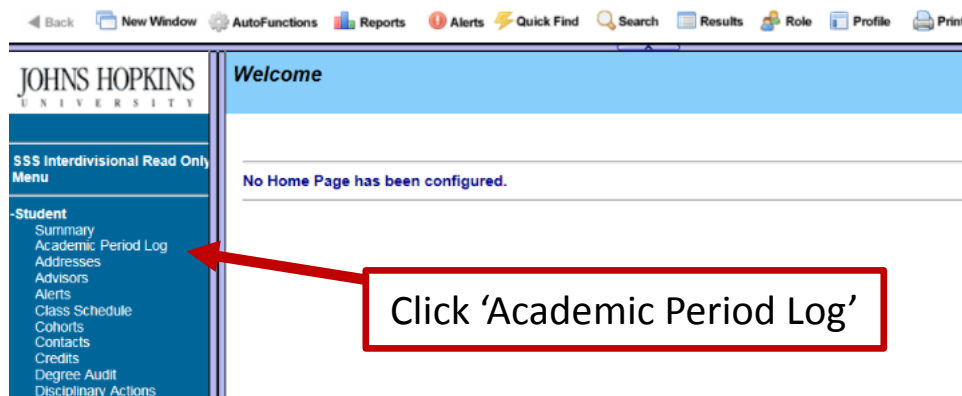 Back New Window AutoFunctions Reports Alerts Quick Find Search Results Role Profile Print
JOHNS HOPKINS
UNIVERSITY
Welcome
SSS Interdivisional Read Only
Menu
No Home Page has been configured.
-Student
Summary
Academic Period Log
Addresses
Advisors
Alerts
Class Schedule
Cohorts
Contacts
Credits
Degree Audit
Disciplinary Actions
Click ‘Academic Period Log’